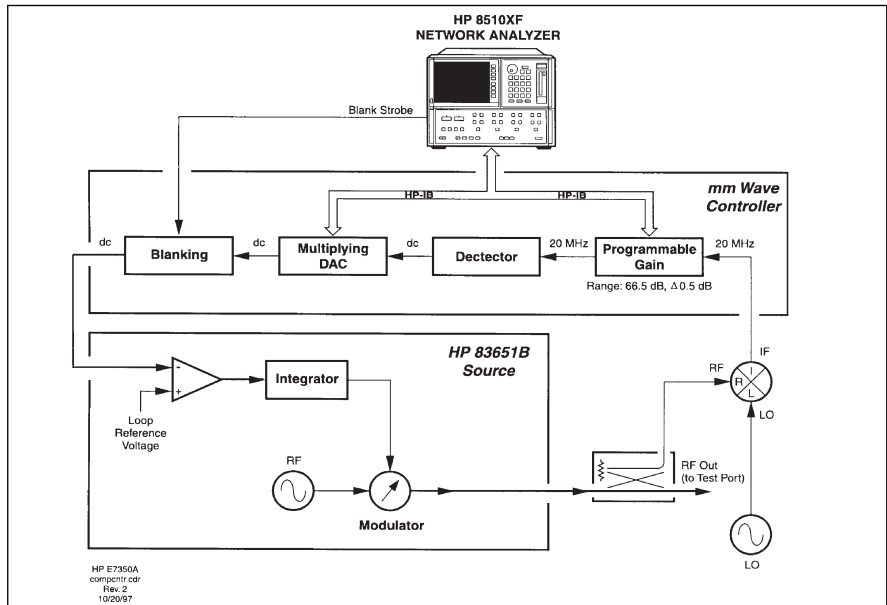 HP 8510XF
NETWORK ANALYZER
Blank Strobe
HP-IB
HP-IB
mm Wave
Controller
dc
Blanking
dc
Multiplying
DAC
dc
Dectector
20 MHz
Programmable
Gain
20 MHz
Range: 66.5 dB, Δ 0.5 dB
HP 83651B
Source
-
+
Integrator
Loop
Reference
Voltage
RF
Modulator
RF
IF
I
R
L
LO
RF Out
(to Test Port)
LO
HP E7350A
compcntr.cdr
Rev. 2
10/20/97